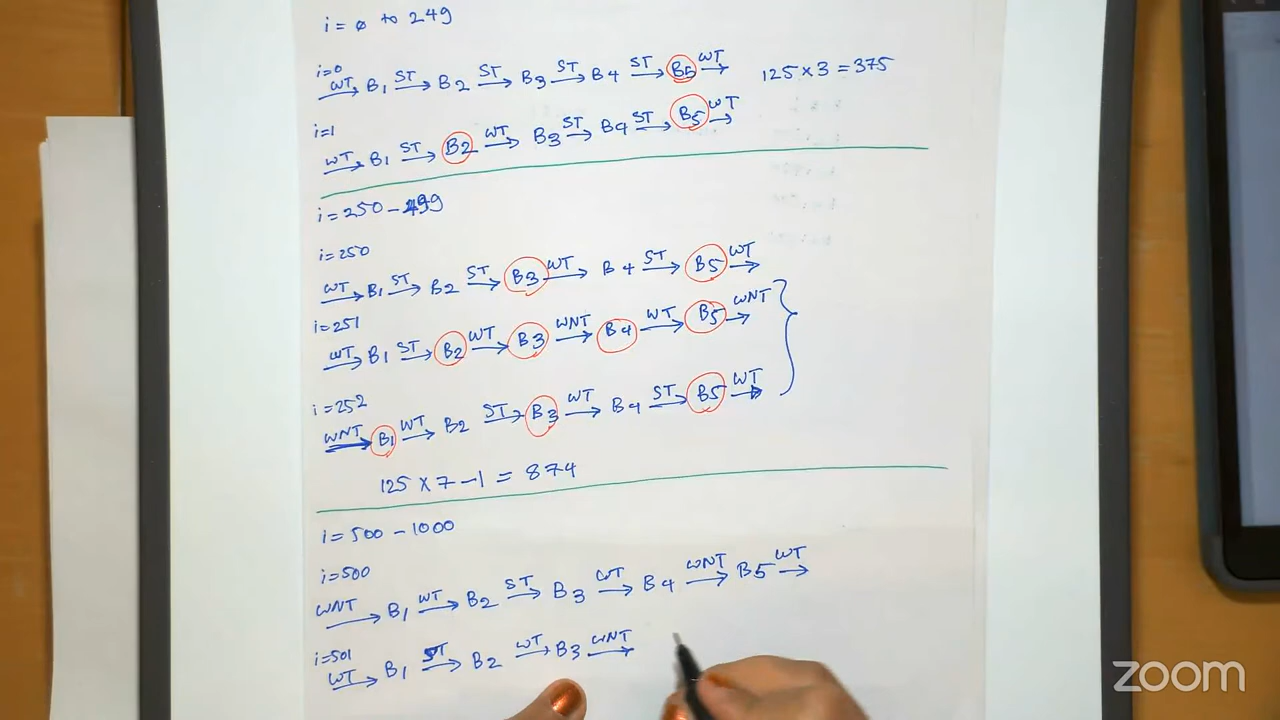 i = 0 to 249
i=0
WT → B1 ST → B2 ST → B3 ST → B4 ST → B5 WT → 125 × 3 = 375
i=1
WT → B1 ST → B2 WT → B3 ST → B4 ST → B5 WT →
i = 250 - 499
i = 250
WT → B1 ST → B2 ST → B3 WT → B4 ST → B5 WT →
i = 251
WT → B1 ST → B2 WT → B3 WNT → B4 WT → B5 WNT →
i = 252
WNT → B1 WT → B2 ST → B3 WT → B4 ST → B5 WT →
125 × 7 - 1 = 874
i = 500 - 1000
i = 500
WNT → B1 WT → B2 ST → B3 WT → B4 WNT → B5 WT →
i=501
WT → B1 ST → B2 WT → B3 WNT →
zoom